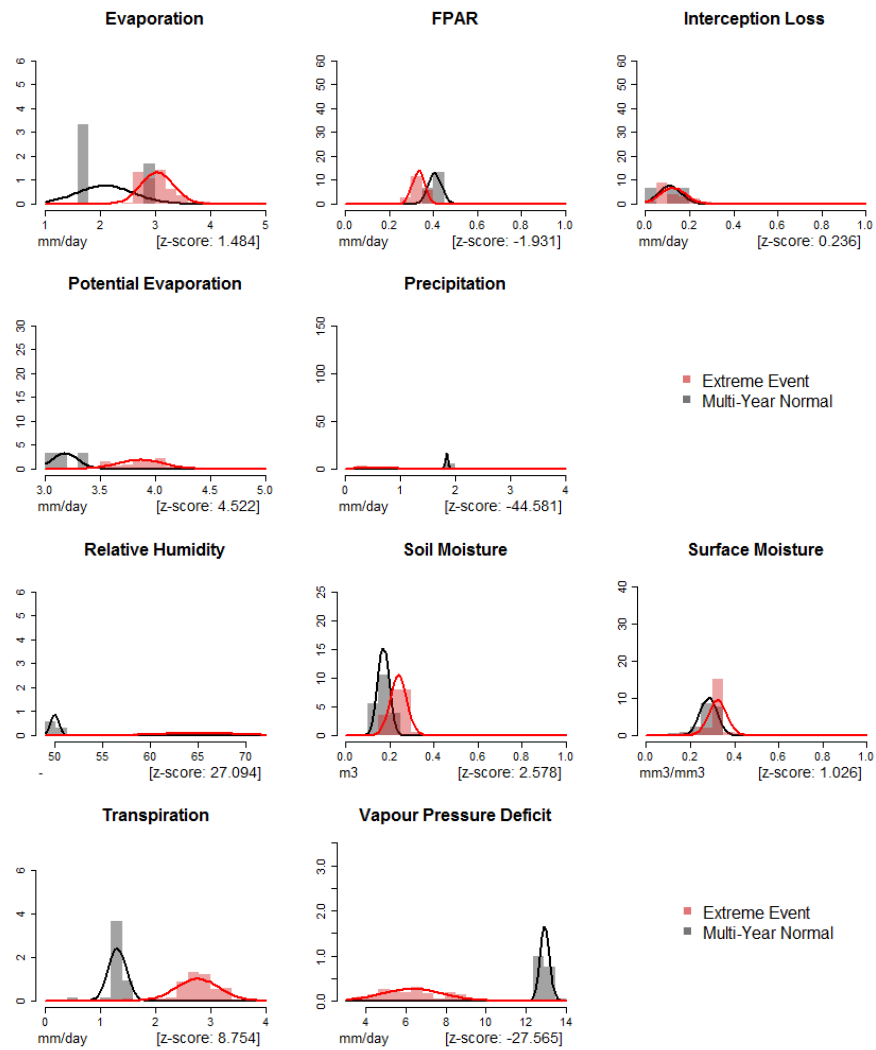 Evaporation
FPAR
Interception Loss
0 1 2 3 4 5 6
0 10 20 30 40 50 60
0 10 20 30 40 50 60
1 2 3 4 5
0.0 0.2 0.4 0.6 0.8 1.0
0.0 0.2 0.4 0.6 0.8 1.0
mm/day [z-score: 1.484]
mm/day [z-score: -1.931]
mm/day [z-score: 0.236]
Potential Evaporation
Precipitation
0 5 10 15 20 25 30
0 50 100 150
3.0 3.5 4.0 4.5 5.0
0 1 2 3 4
mm/day [z-score: 4.522]
mm/day [z-score: -44.581]
Extreme Event
Multi-Year Normal
Relative Humidity
Soil Moisture
Surface Moisture
0 1 2 3 4 5 6
0 5 10 15 20 25
0 10 20 30 40
50 55 60 65 70
0.0 0.2 0.4 0.6 0.8 1.0
0.0 0.2 0.4 0.6 0.8 1.0
- [z-score: 27.094]
m3 [z-score: 2.578]
mm3/mm3 [z-score: 1.026]
Transpiration
Vapour Pressure Deficit
0 2 4 6
0.0 1.0 2.0 3.0
0 1 2 3 4
4 6 8 10 12 14
mm/day [z-score: 8.754]
mm/day [z-score: -27.565]
Extreme Event
Multi-Year Normal